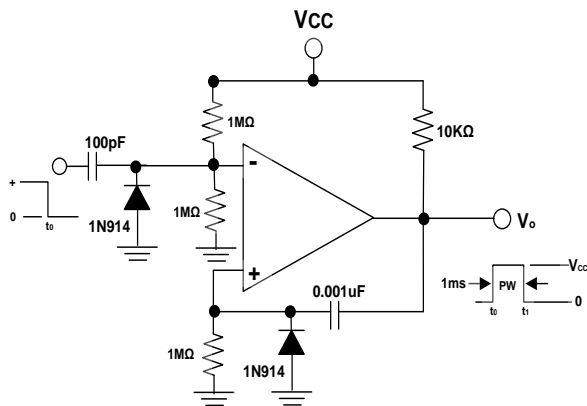 Vcc
1MΩ
10KΩ
100pF
-
+
0
t0
1N914
1MΩ
Vo
+
0.001uF
1ms
PW
Vcc
0
t0
t1
1MΩ
1N914